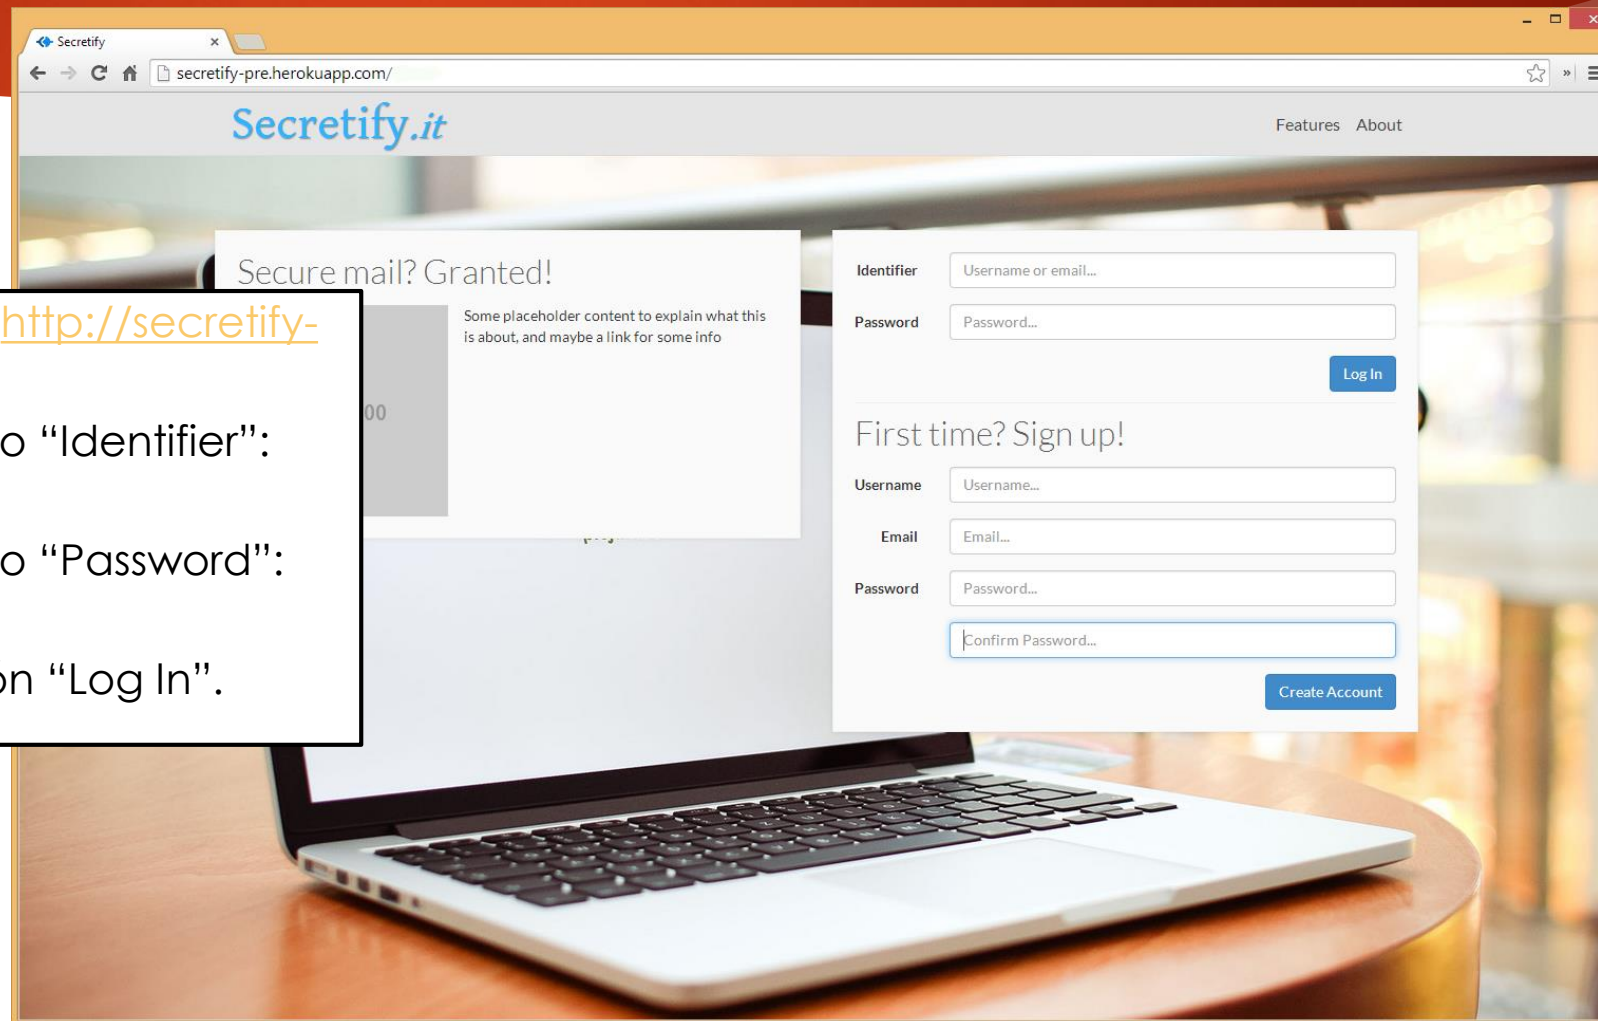 Secretify
secretify-pre.herokuapp.com/
Secretify.it
Features About
Secure mail? Granted!
Some placeholder content to explain what this
is about, and maybe a link for some info
00
http://secretify-
o “Identifier”:
o “Password”:
on “Log In”.
Identifier Username or email...
Password Password...
Log In
First time? Sign up!
Username Username...
Email Email...
Password Password...
Confirm Password...
Create Account